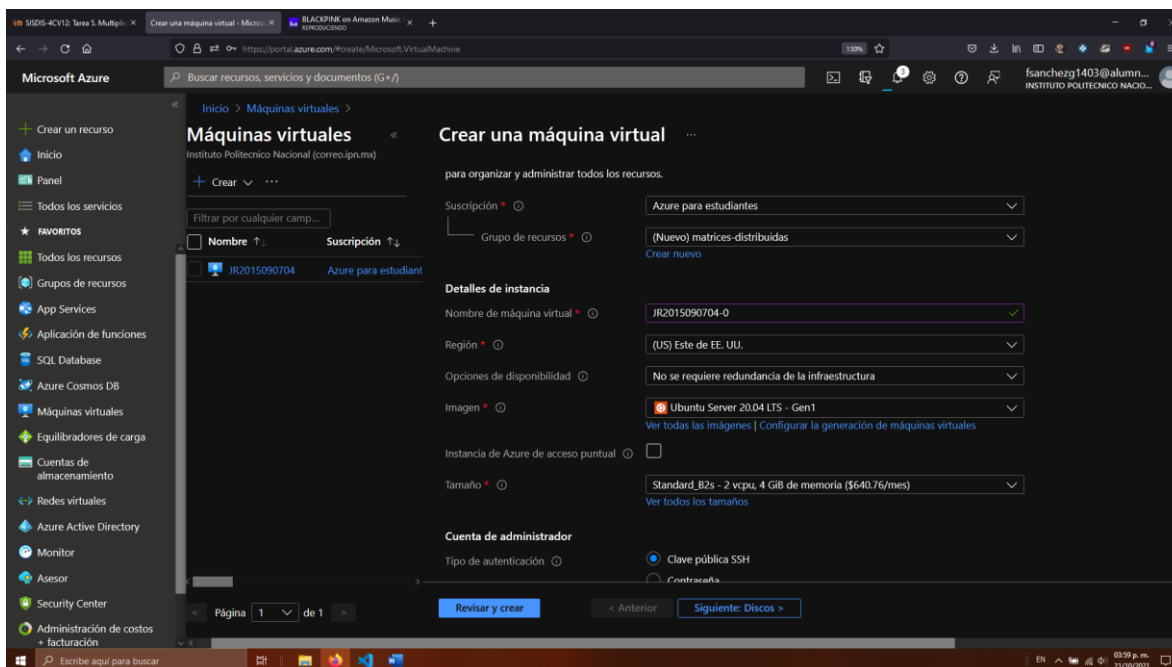 SISDIS-4CV12: Tarea 5. Multiplic
Crear una máquina virtual - Micros
BLACKPINK on Amazon Music
REPRODUCIENDO
https://portal.azure.com/#create/Microsoft.VirtualMachine
130%
Microsoft Azure
Buscar recursos, servicios y documentos (G+/)
3
fsanchezg1403@alumn...
INSTITUTO POLITECNICO NACIO...
Inicio > Máquinas virtuales >
Crear un recurso
Inicio
Panel
Todos los servicios
FAVORITOS
Todos los recursos
Grupos de recursos
App Services
Aplicación de funciones
SQL Database
Azure Cosmos DB
Máquinas virtuales
Equilibradores de carga
Cuentas de
almacenamiento
Redes virtuales
Azure Active Directory
Monitor
Asesor
Security Center
Administración de costos
+ facturación
Máquinas virtuales
Instituto Politecnico Nacional (correo.ipn.mx)
+ Crear ...
Filtrar por cualquier camp...
Nombre ↑↓ Suscripción ↑↓
JR2015090704 Azure para estudiant
< Página 1 de 1 >
Crear una máquina virtual ...
para organizar y administrar todos los recursos.
Suscripción * Azure para estudiantes
Grupo de recursos * (Nuevo) matrices-distribuidas
Crear nuevo
Detalles de instancia
Nombre de máquina virtual * JR2015090704-0
Región * (US) Este de EE. UU.
Opciones de disponibilidad No se requiere redundancia de la infraestructura
Imagen * Ubuntu Server 20.04 LTS - Gen1
Ver todas las imágenes | Configurar la generación de máquinas virtuales
Instancia de Azure de acceso puntual
Tamaño * Standard_B2s - 2 vcpu, 4 GiB de memoria ($640.76/mes)
Ver todos los tamaños
Cuenta de administrador
Tipo de autenticación Clave pública SSH
Contraseña
Revisar y crear < Anterior Siguiente: Discos >
Escribe aquí para buscar
EN
03:59 p. m.
21/10/2021